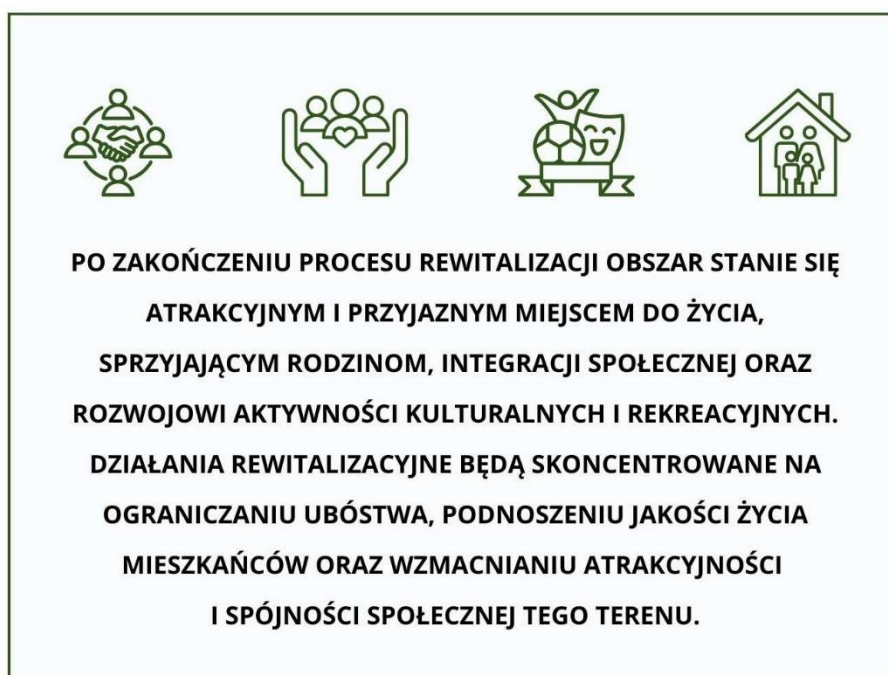 PO ZAKOŃCZENIU PROCESU REWITALIZACJI OBSZAR STANIE SIĘ
ATRAKCYJNYM I PRZYJAZNYM MIEJSCEM DO ŻYCIA,
SPRZYJAJĄCYM RODZINOM, INTEGRACJI SPOŁECZNEJ ORAZ
ROZWOJOWI AKTYWNOŚCI KULTURALNYCH I REKREACYJNYCH.
DZIAŁANIA REWITALIZACYJNE BĘDĄ SKONCENTROWANE NA
OGRANICZANIU UBÓSTWA, PODNOSZENIU JAKOŚCI ŻYCIA
MIESZKAŃCÓW ORAZ WZMACNIANIU ATRAKCYJNOŚCI
I SPÓJNOŚCI SPOŁECZNEJ TEGO TERENU.